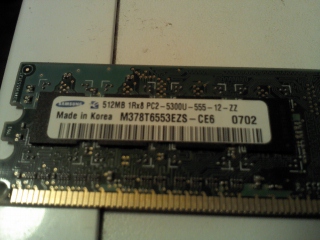 SAMSUNG 512MB 1Rx8 PC2-5300U-555-12-ZZ
Made in Korea M378T6553EZS-CE6 0702